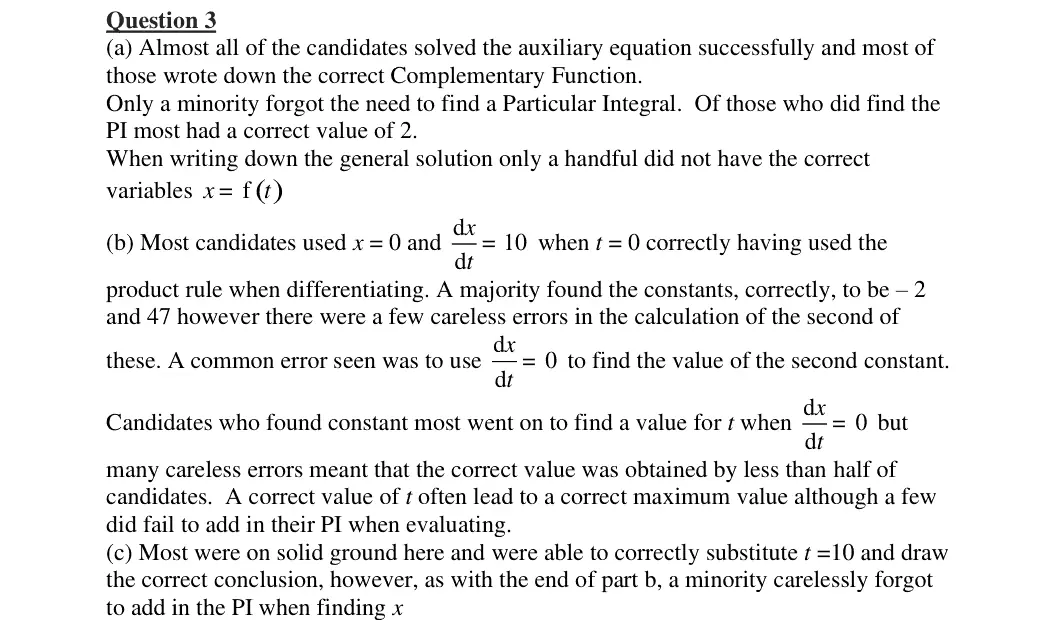 Question 3
(a) Almost all of the candidates solved the auxiliary equation successfully and most of
those wrote down the correct Complementary Function.
Only a minority forgot the need to find a Particular Integral.  Of those who did find the
PI most had a correct value of 2.
When writing down the general solution only a handful did not have the correct
variables x = f(t)
(b) Most candidates used x = 0 and dx/dt = 10 when t = 0 correctly having used the
product rule when differentiating. A majority found the constants, correctly, to be – 2
and 47 however there were a few careless errors in the calculation of the second of
these. A common error seen was to use dx/dt = 0 to find the value of the second constant.
Candidates who found constant most went on to find a value for t when dx/dt = 0 but
many careless errors meant that the correct value was obtained by less than half of
candidates.  A correct value of t often lead to a correct maximum value although a few
did fail to add in their PI when evaluating.
(c) Most were on solid ground here and were able to correctly substitute t =10 and draw
the correct conclusion, however, as with the end of part b, a minority carelessly forgot
to add in the PI when finding x